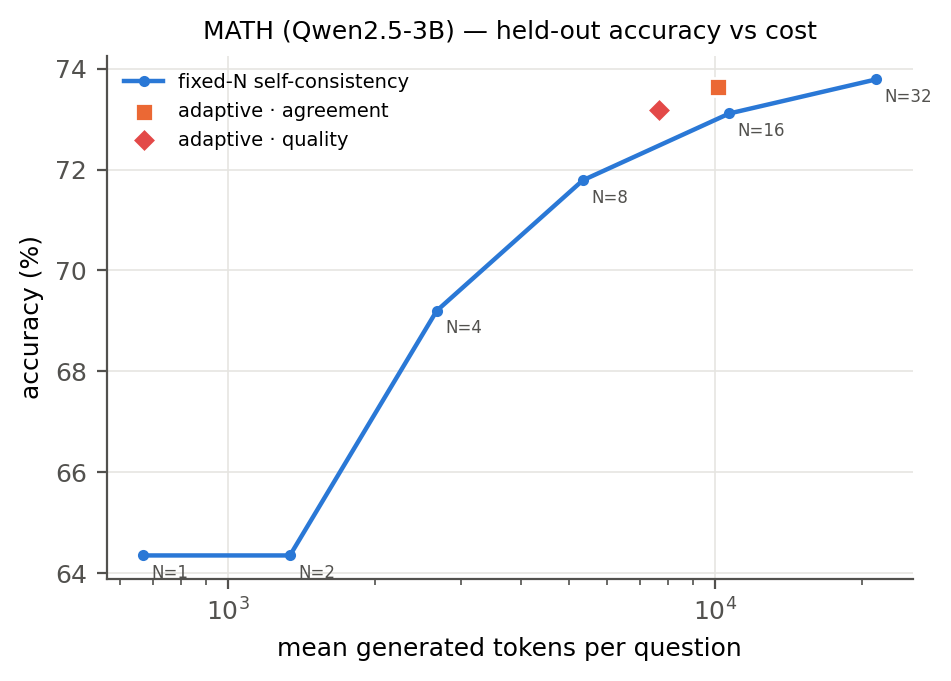 MATH (Qwen2.5-3B) — held-out accuracy vs cost
fixed-N self-consistency
adaptive · agreement
adaptive · quality
74
72
70
68
66
64
accuracy (%)
N=1
N=2
N=4
N=8
N=16
N=32
10³
10⁴
mean generated tokens per question